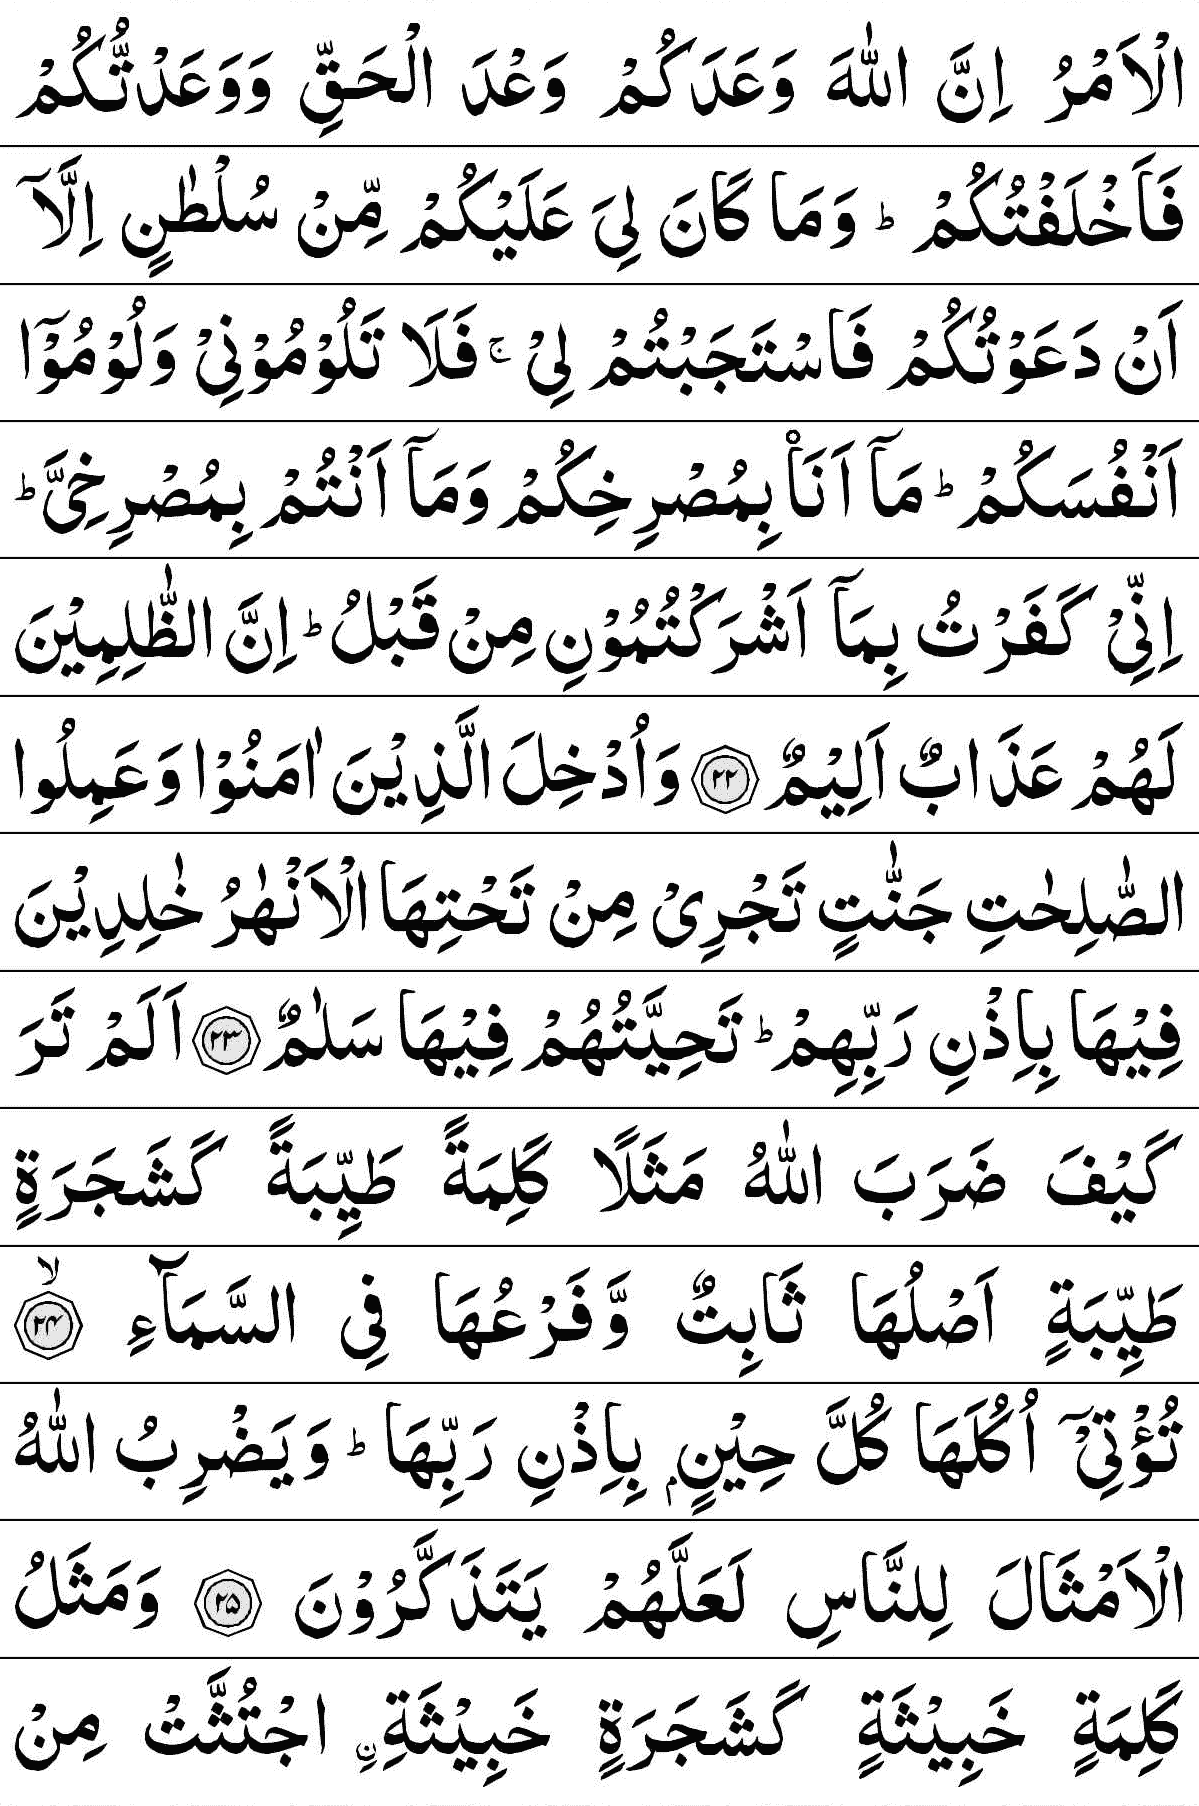 الْاَمْرُ اِنَّ اللّٰهَ وَعَدَكُمْ وَعْدَ الْحَقِّ وَوَعَدْتُّكُمْ
فَاَخْلَفْتُكُمْ ؕ وَمَا كَانَ لِیَ عَلَیْكُمْ مِّنْ سُلْطٰنٍ اِلَّاۤ
اَنْ دَعَوْتُكُمْ فَاسْتَجَبْتُمْ لِیْ ۚ فَلَا تَلُوْمُوْنِیْ وَلُوْمُوْۤا
اَنْفُسَكُمْ ؕ مَاۤ اَنَا۠ بِمُصْرِخِكُمْ وَمَاۤ اَنْتُمْ بِمُصْرِخِیَّ ؕ
اِنِّیْ كَفَرْتُ بِمَاۤ اَشْرَكْتُمُوْنِ مِنْ قَبْلُ ؕ اِنَّ الظّٰلِمِیْنَ
لَهُمْ عَذَابٌ اَلِیْمٌ ﴿۲۲﴾ وَاُدْخِلَ الَّذِیْنَ اٰمَنُوْا وَعَمِلُوا
الصّٰلِحٰتِ جَنّٰتٍ تَجْرِیْ مِنْ تَحْتِهَا الْاَنْهٰرُ خٰلِدِیْنَ
فِیْهَا بِاِذْنِ رَبِّهِمْ ؕ تَحِیَّتُهُمْ فِیْهَا سَلٰمٌ ﴿۲۳﴾ اَلَمْ تَرَ
كَیْفَ ضَرَبَ اللّٰهُ مَثَلًا كَلِمَةً طَیِّبَةً كَشَجَرَةٍ
طَیِّبَةٍ اَصْلُهَا ثَابِتٌ وَّفَرْعُهَا فِی السَّمَآءِ ﴿۲۴﴾ۙ
تُؤْتِیْۤ اُكُلَهَا كُلَّ حِیْنٍۭ بِاِذْنِ رَبِّهَا ؕ وَیَضْرِبُ اللّٰهُ
الْاَمْثَالَ لِلنَّاسِ لَعَلَّهُمْ یَتَذَكَّرُوْنَ ﴿۲۵﴾ وَمَثَلُ
كَلِمَةٍ خَبِیْثَةٍ كَشَجَرَةٍ خَبِیْثَةِ ِ۟اجْتُثَّتْ مِنْ